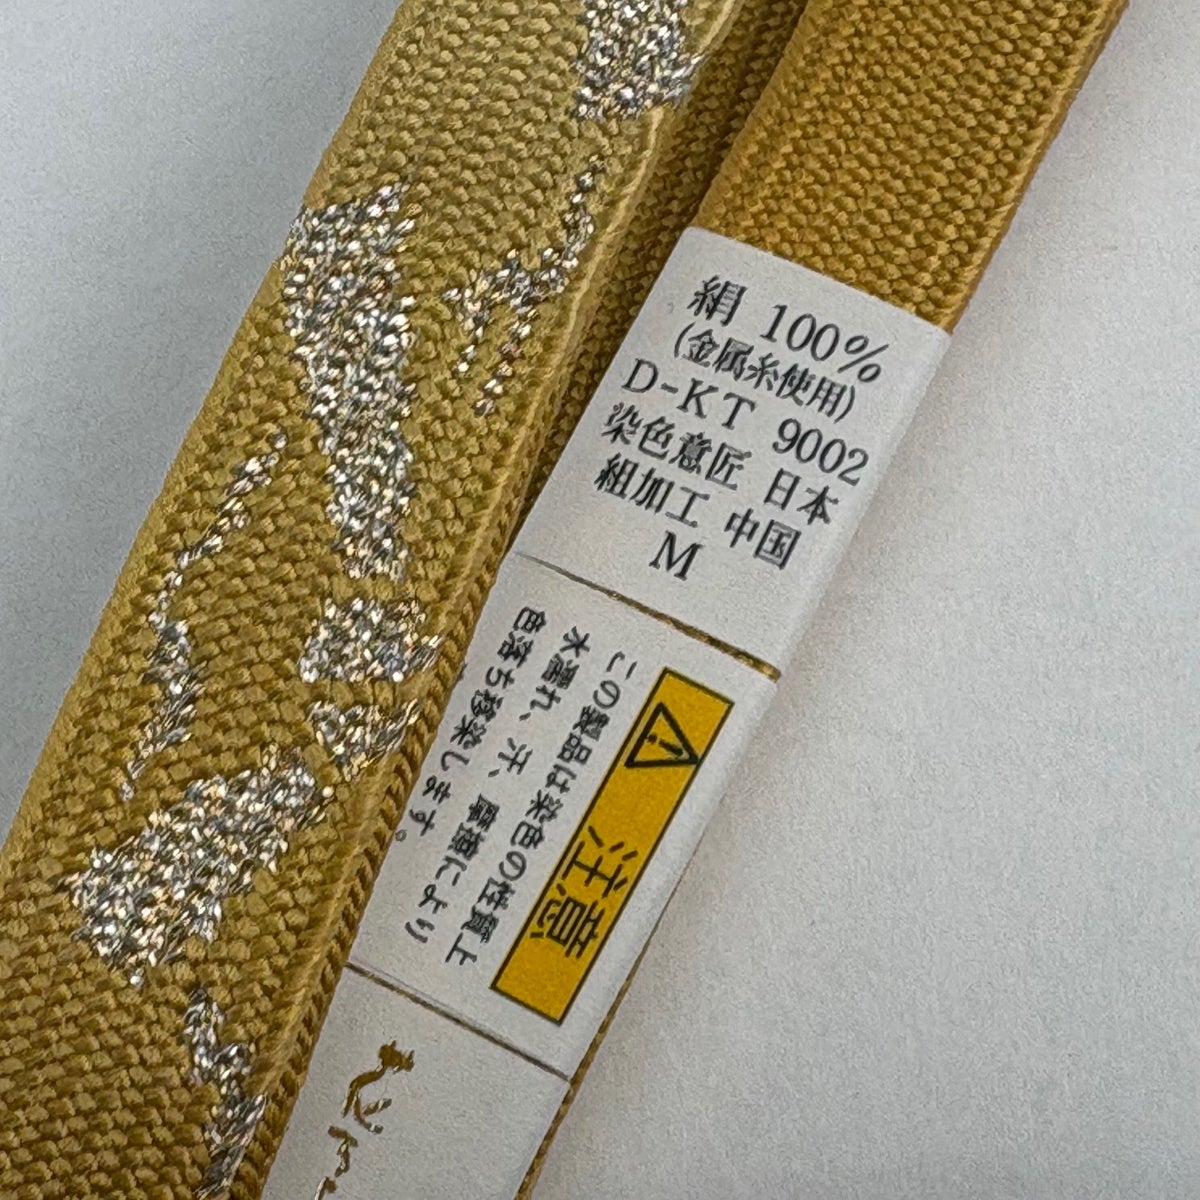 絹 100%
(金属糸使用)
D-KT 9002
染色意匠 日本
組加工 中国
M
注意
この製品は染色の性質上
水濡れ、汗、摩擦により
色落ち移染します。